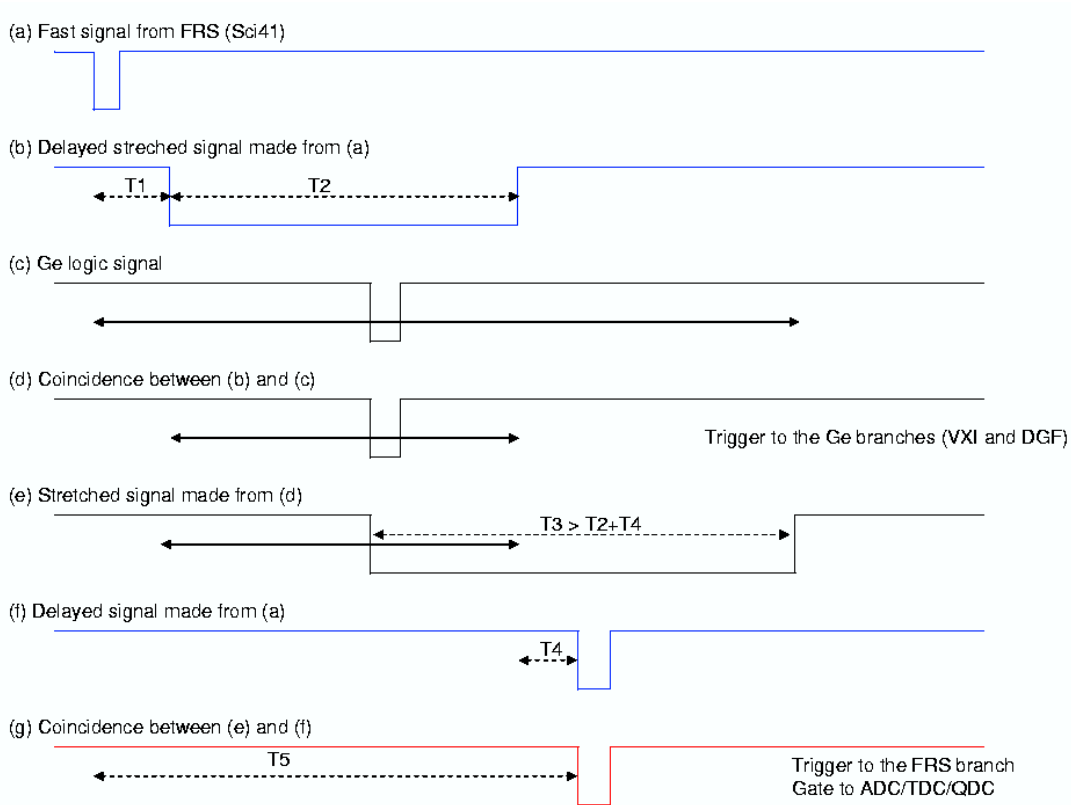 (a) Fast signal from FRS (Sci41)
(b) Delayed streched signal made from (a)
T1
T2
(c) Ge logic signal
(d) Coincidence between (b) and (c)
Trigger to the Ge branches (VXI and DGF)
(e) Stretched signal made from (d)
T3 > T2+T4
(f) Delayed signal made from (a)
T4
(g) Coincidence between (e) and (f)
T5
Trigger to the FRS branch
Gate to ADC/TDC/QDC